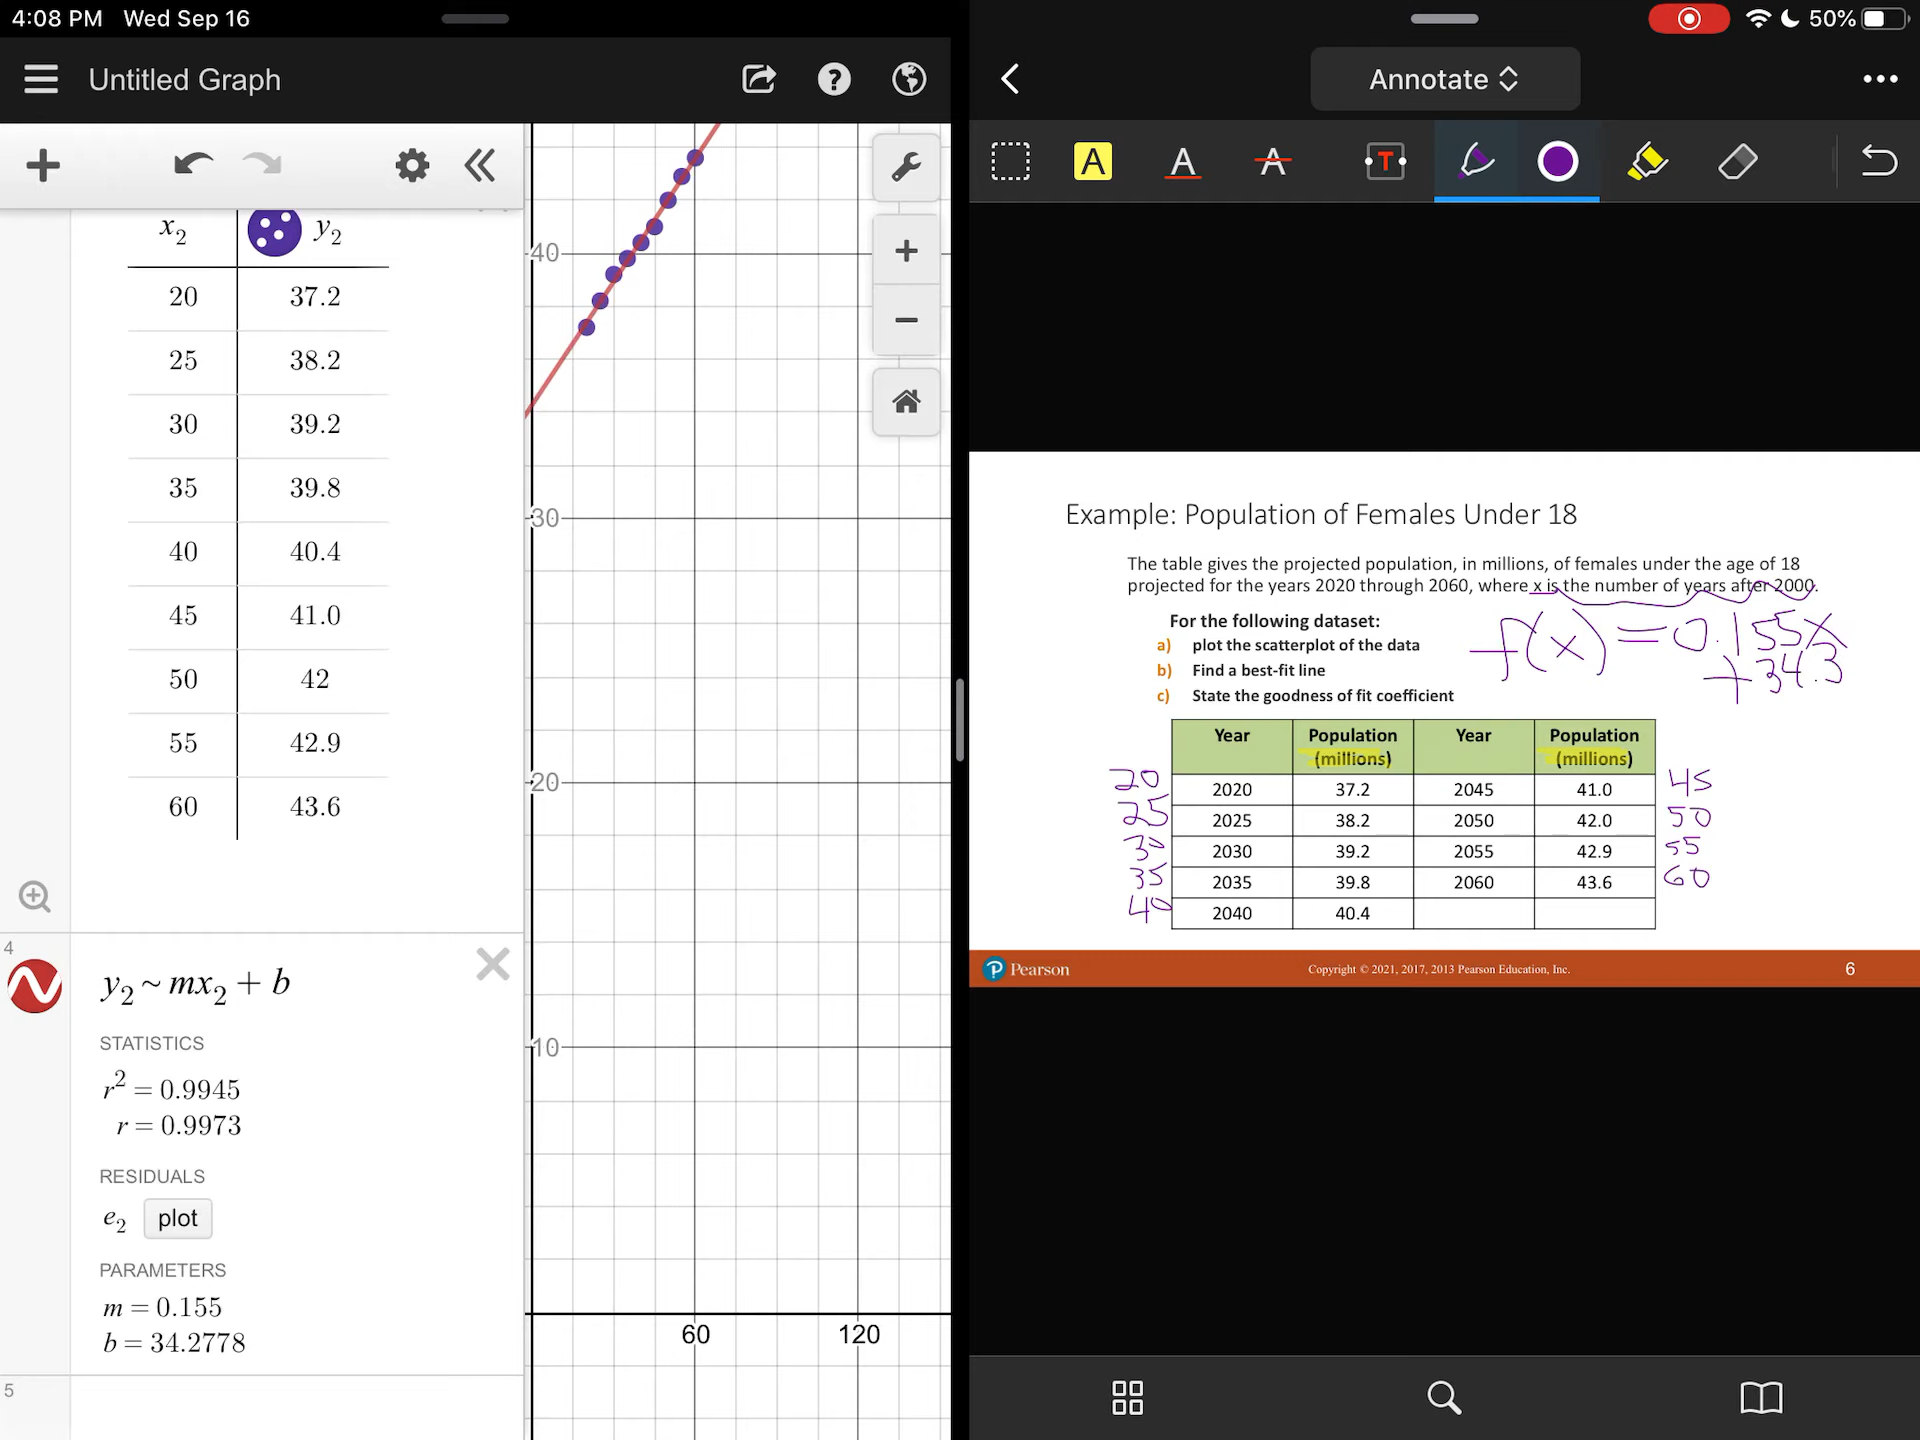 4:08 PM Wed Sep 16
50%
Untitled Graph
x₂ y₂
20 37.2
25 38.2
30 39.2
35 39.8
40 40.4
45 41.0
50 42
55 42.9
60 43.6
4
y₂ ~ mx₂ + b
STATISTICS
r² = 0.9945
r = 0.9973
RESIDUALS
e₂ plot
PARAMETERS
m = 0.155
b = 34.2778
5
40
30
20
10
60 120
Annotate
A A A T
Example: Population of Females Under 18
The table gives the projected population, in millions, of females under the age of 18
projected for the years 2020 through 2060, where x is the number of years after 2000.
For the following dataset:
a) plot the scatterplot of the data
b) Find a best-fit line
c) State the goodness of fit coefficient
f(x) = 0.155x
+34.3
Year Population (millions) Year Population (millions)
20 2020 37.2 2045 41.0 45
25 2025 38.2 2050 42.0 50
30 2030 39.2 2055 42.9 55
35 2035 39.8 2060 43.6 60
40 2040 40.4
P Pearson
Copyright © 2021, 2017, 2013 Pearson Education, Inc.
6